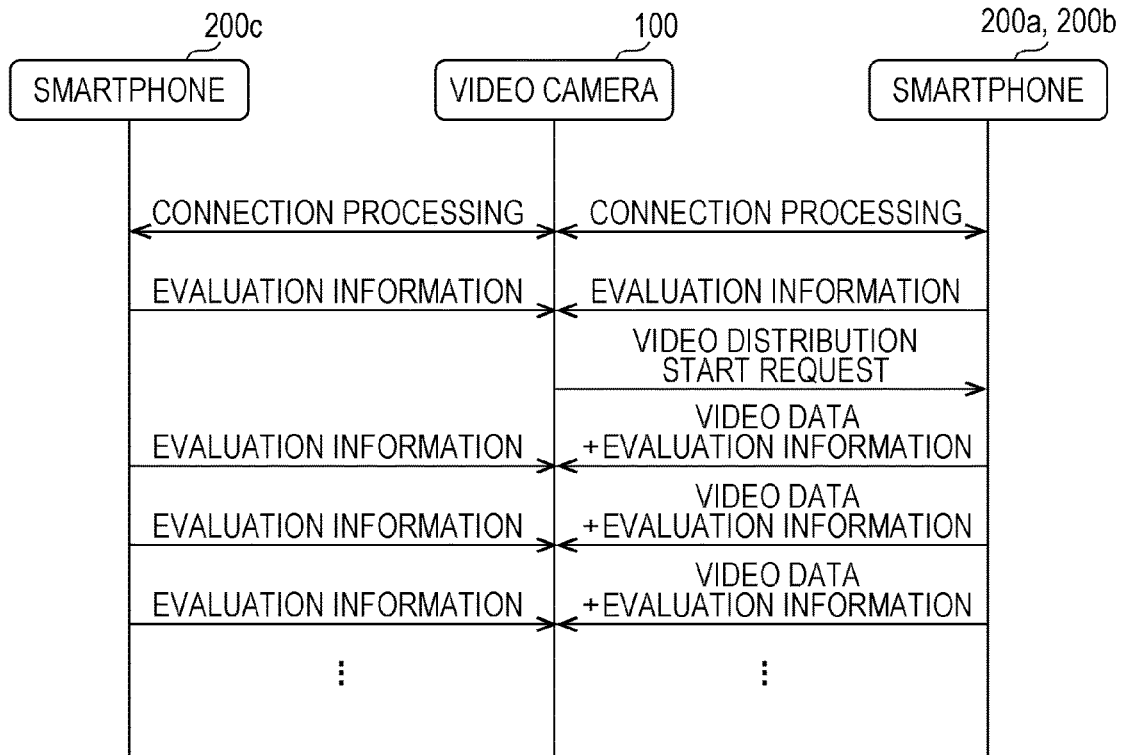 200c
100
200a, 200b
SMARTPHONE
VIDEO CAMERA
SMARTPHONE
CONNECTION PROCESSING
CONNECTION PROCESSING
EVALUATION INFORMATION
EVALUATION INFORMATION
VIDEO DISTRIBUTION
START REQUEST
EVALUATION INFORMATION
VIDEO DATA
+EVALUATION INFORMATION
EVALUATION INFORMATION
VIDEO DATA
+EVALUATION INFORMATION
EVALUATION INFORMATION
VIDEO DATA
+EVALUATION INFORMATION